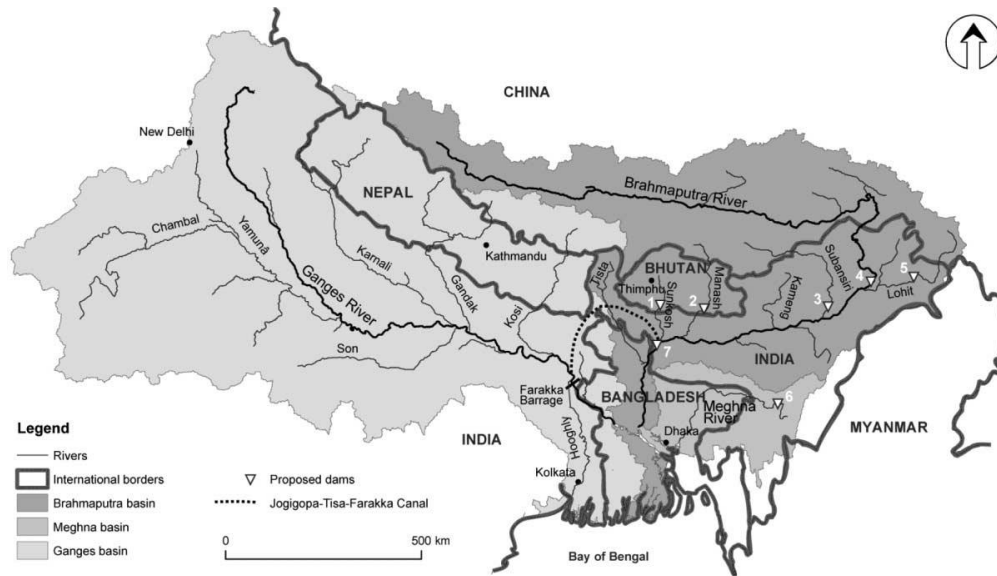 CHINA
New Delhi
NEPAL
Brahmaputra River
Chambal
Yamunã
Kathmandu
Karnali
Gandak
Ganges River
Kosi
Tista
BHUTAN
Thimphu
Sunkosh
Manash
Kameng
Subansiri
Lohit
1
2
3
4
5
Son
7
INDIA
Farakka
Barrage
BANGLADESH
Meghna
River
6
MYANMAR
Hooghly
Dhaka
INDIA
Kolkata
Bay of Bengal
Legend
Rivers
International borders
Brahmaputra basin
Meghna basin
Ganges basin
Proposed dams
Jogigopa-Tisa-Farakka Canal
0
500 km